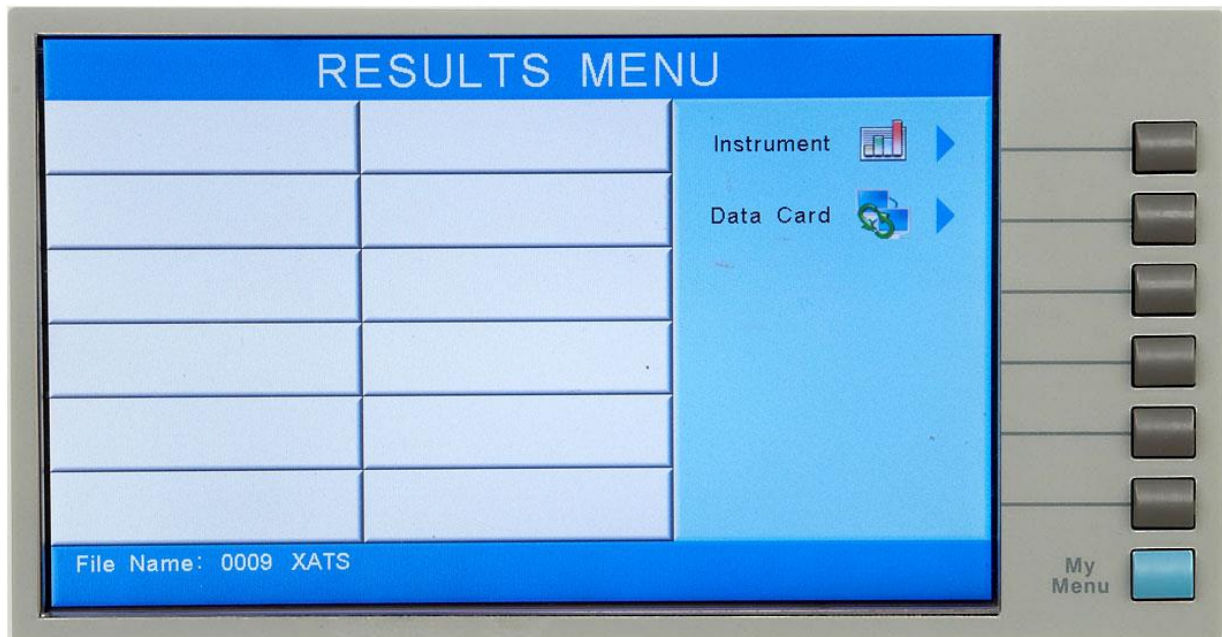 RESULTS MENU
Instrument
Data Card
File Name: 0009 XATS
My
Menu